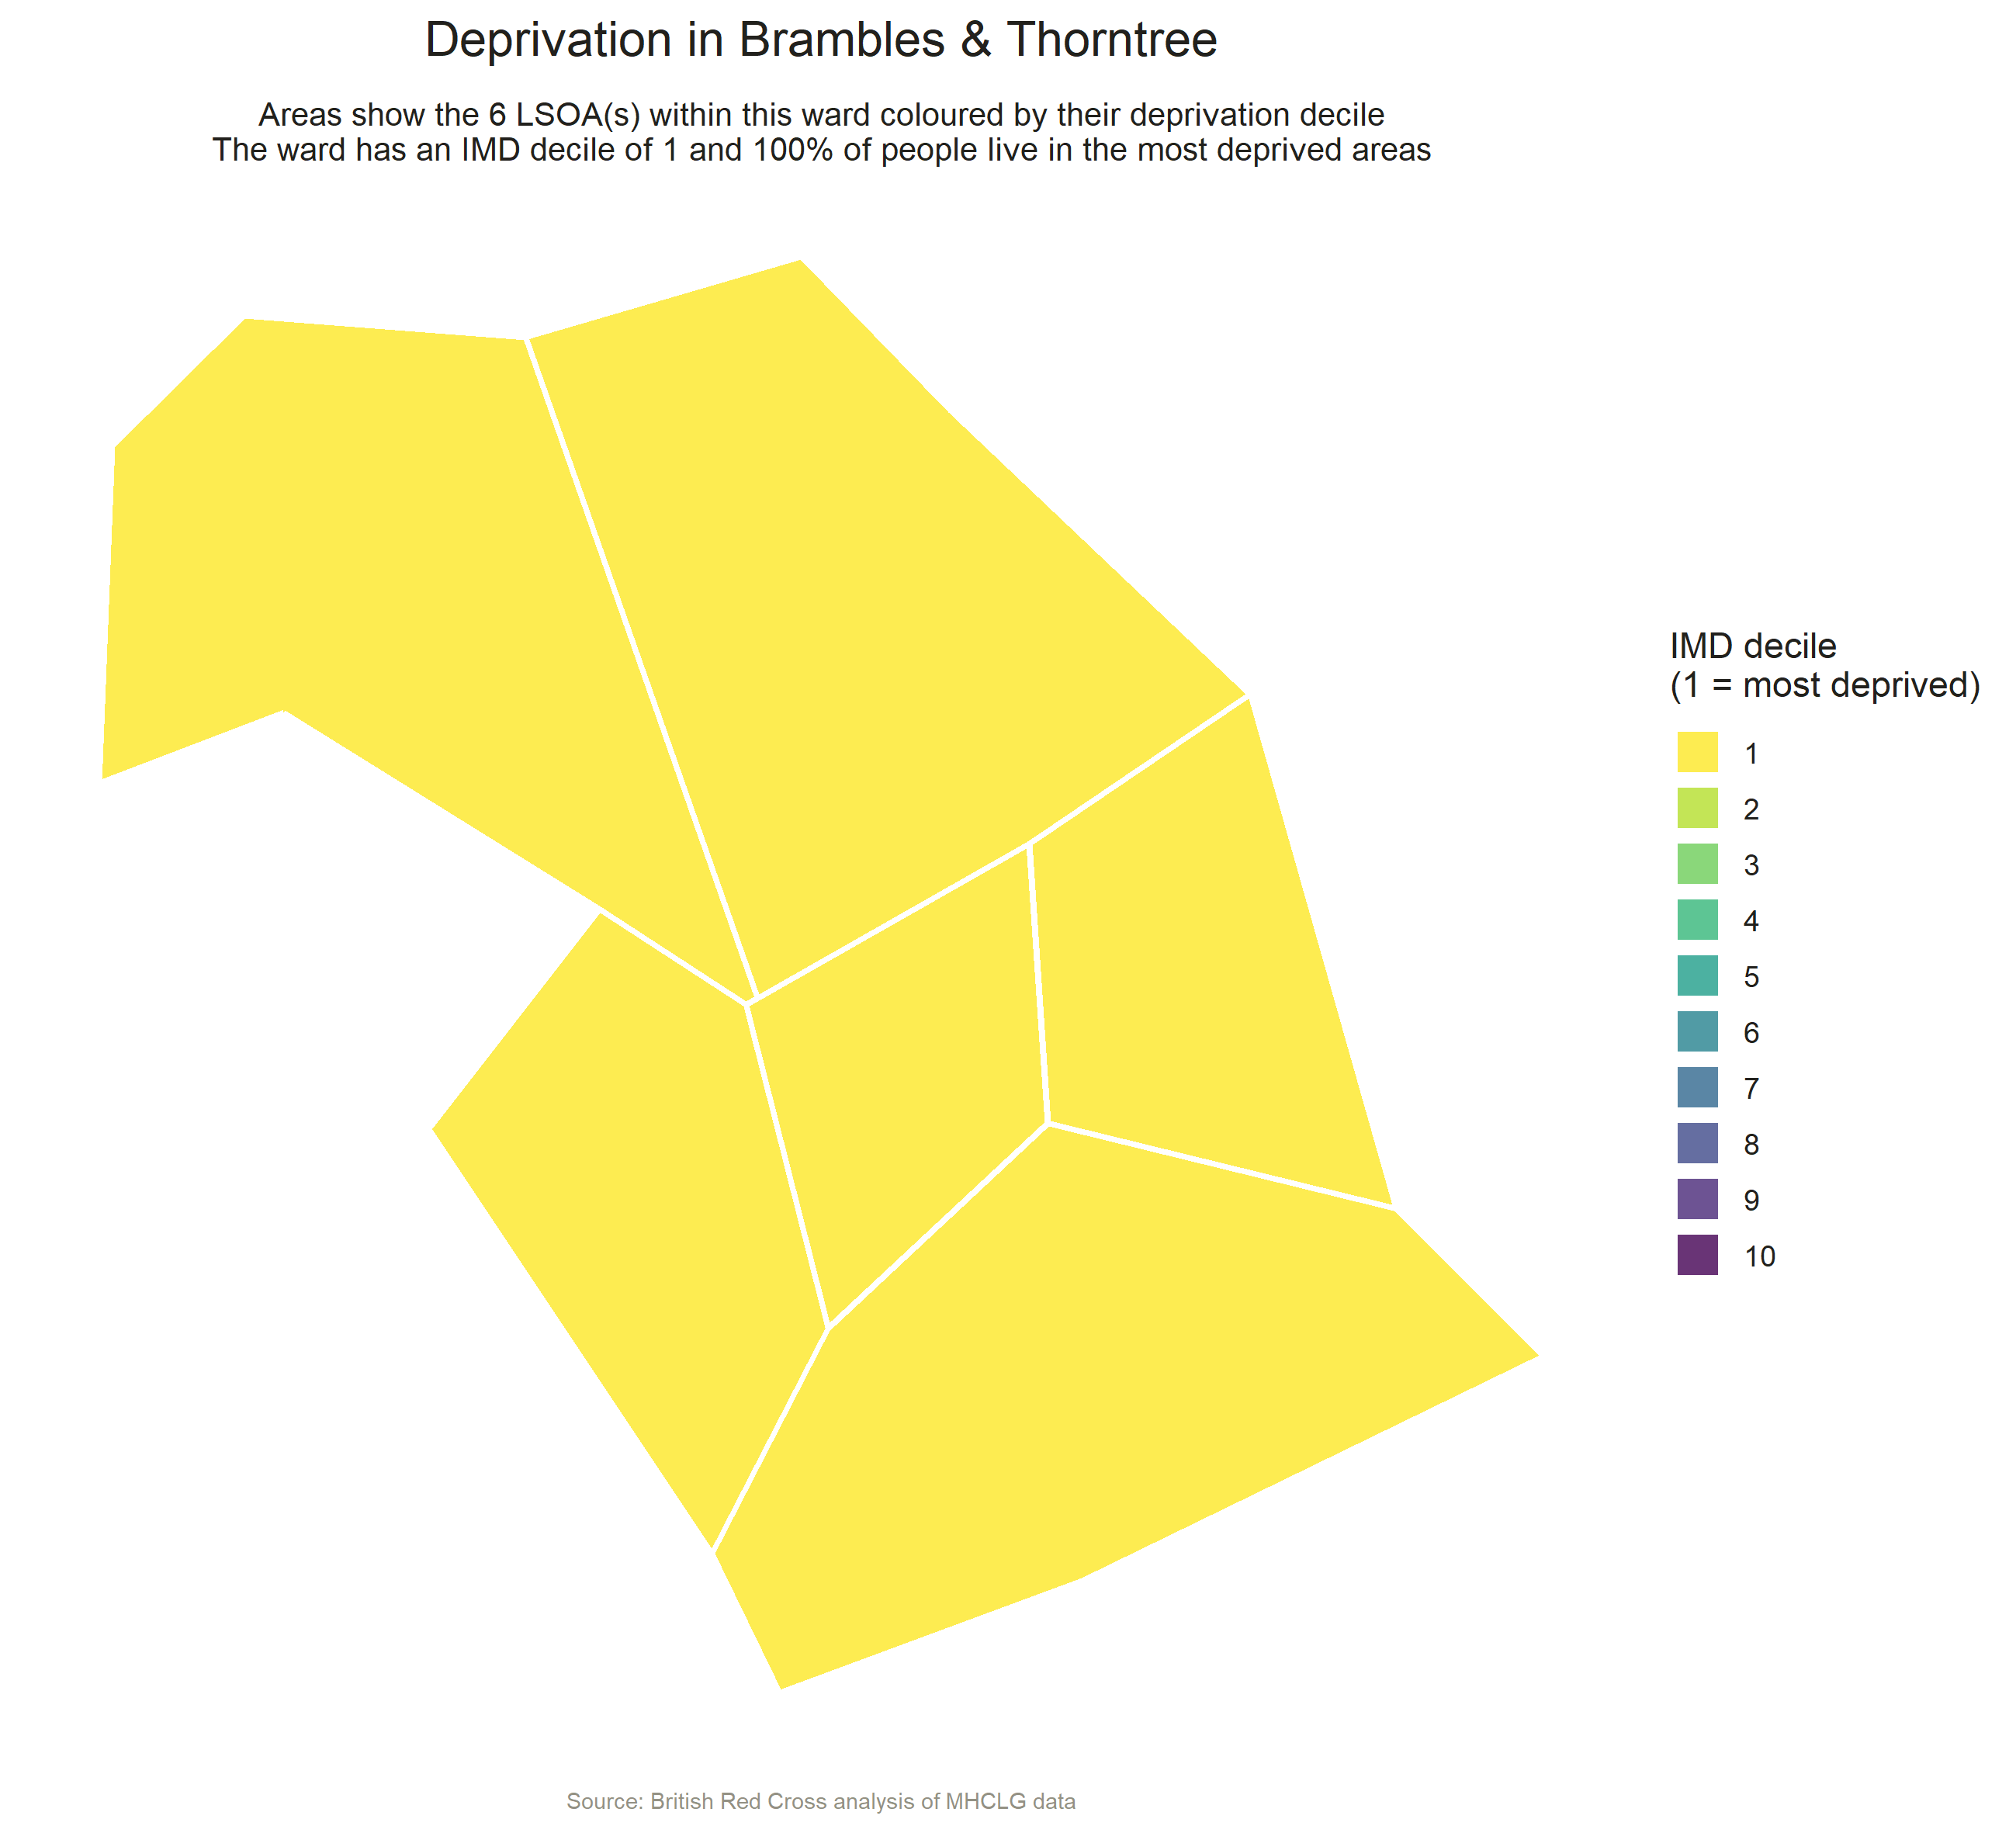 Deprivation in Brambles & Thorntree
Areas show the 6 LSOA(s) within this ward coloured by their deprivation decile
The ward has an IMD decile of 1 and 100% of people live in the most deprived areas
IMD decile
(1 = most deprived)
1
2
3
4
5
6
7
8
9
10
Source: British Red Cross analysis of MHCLG data